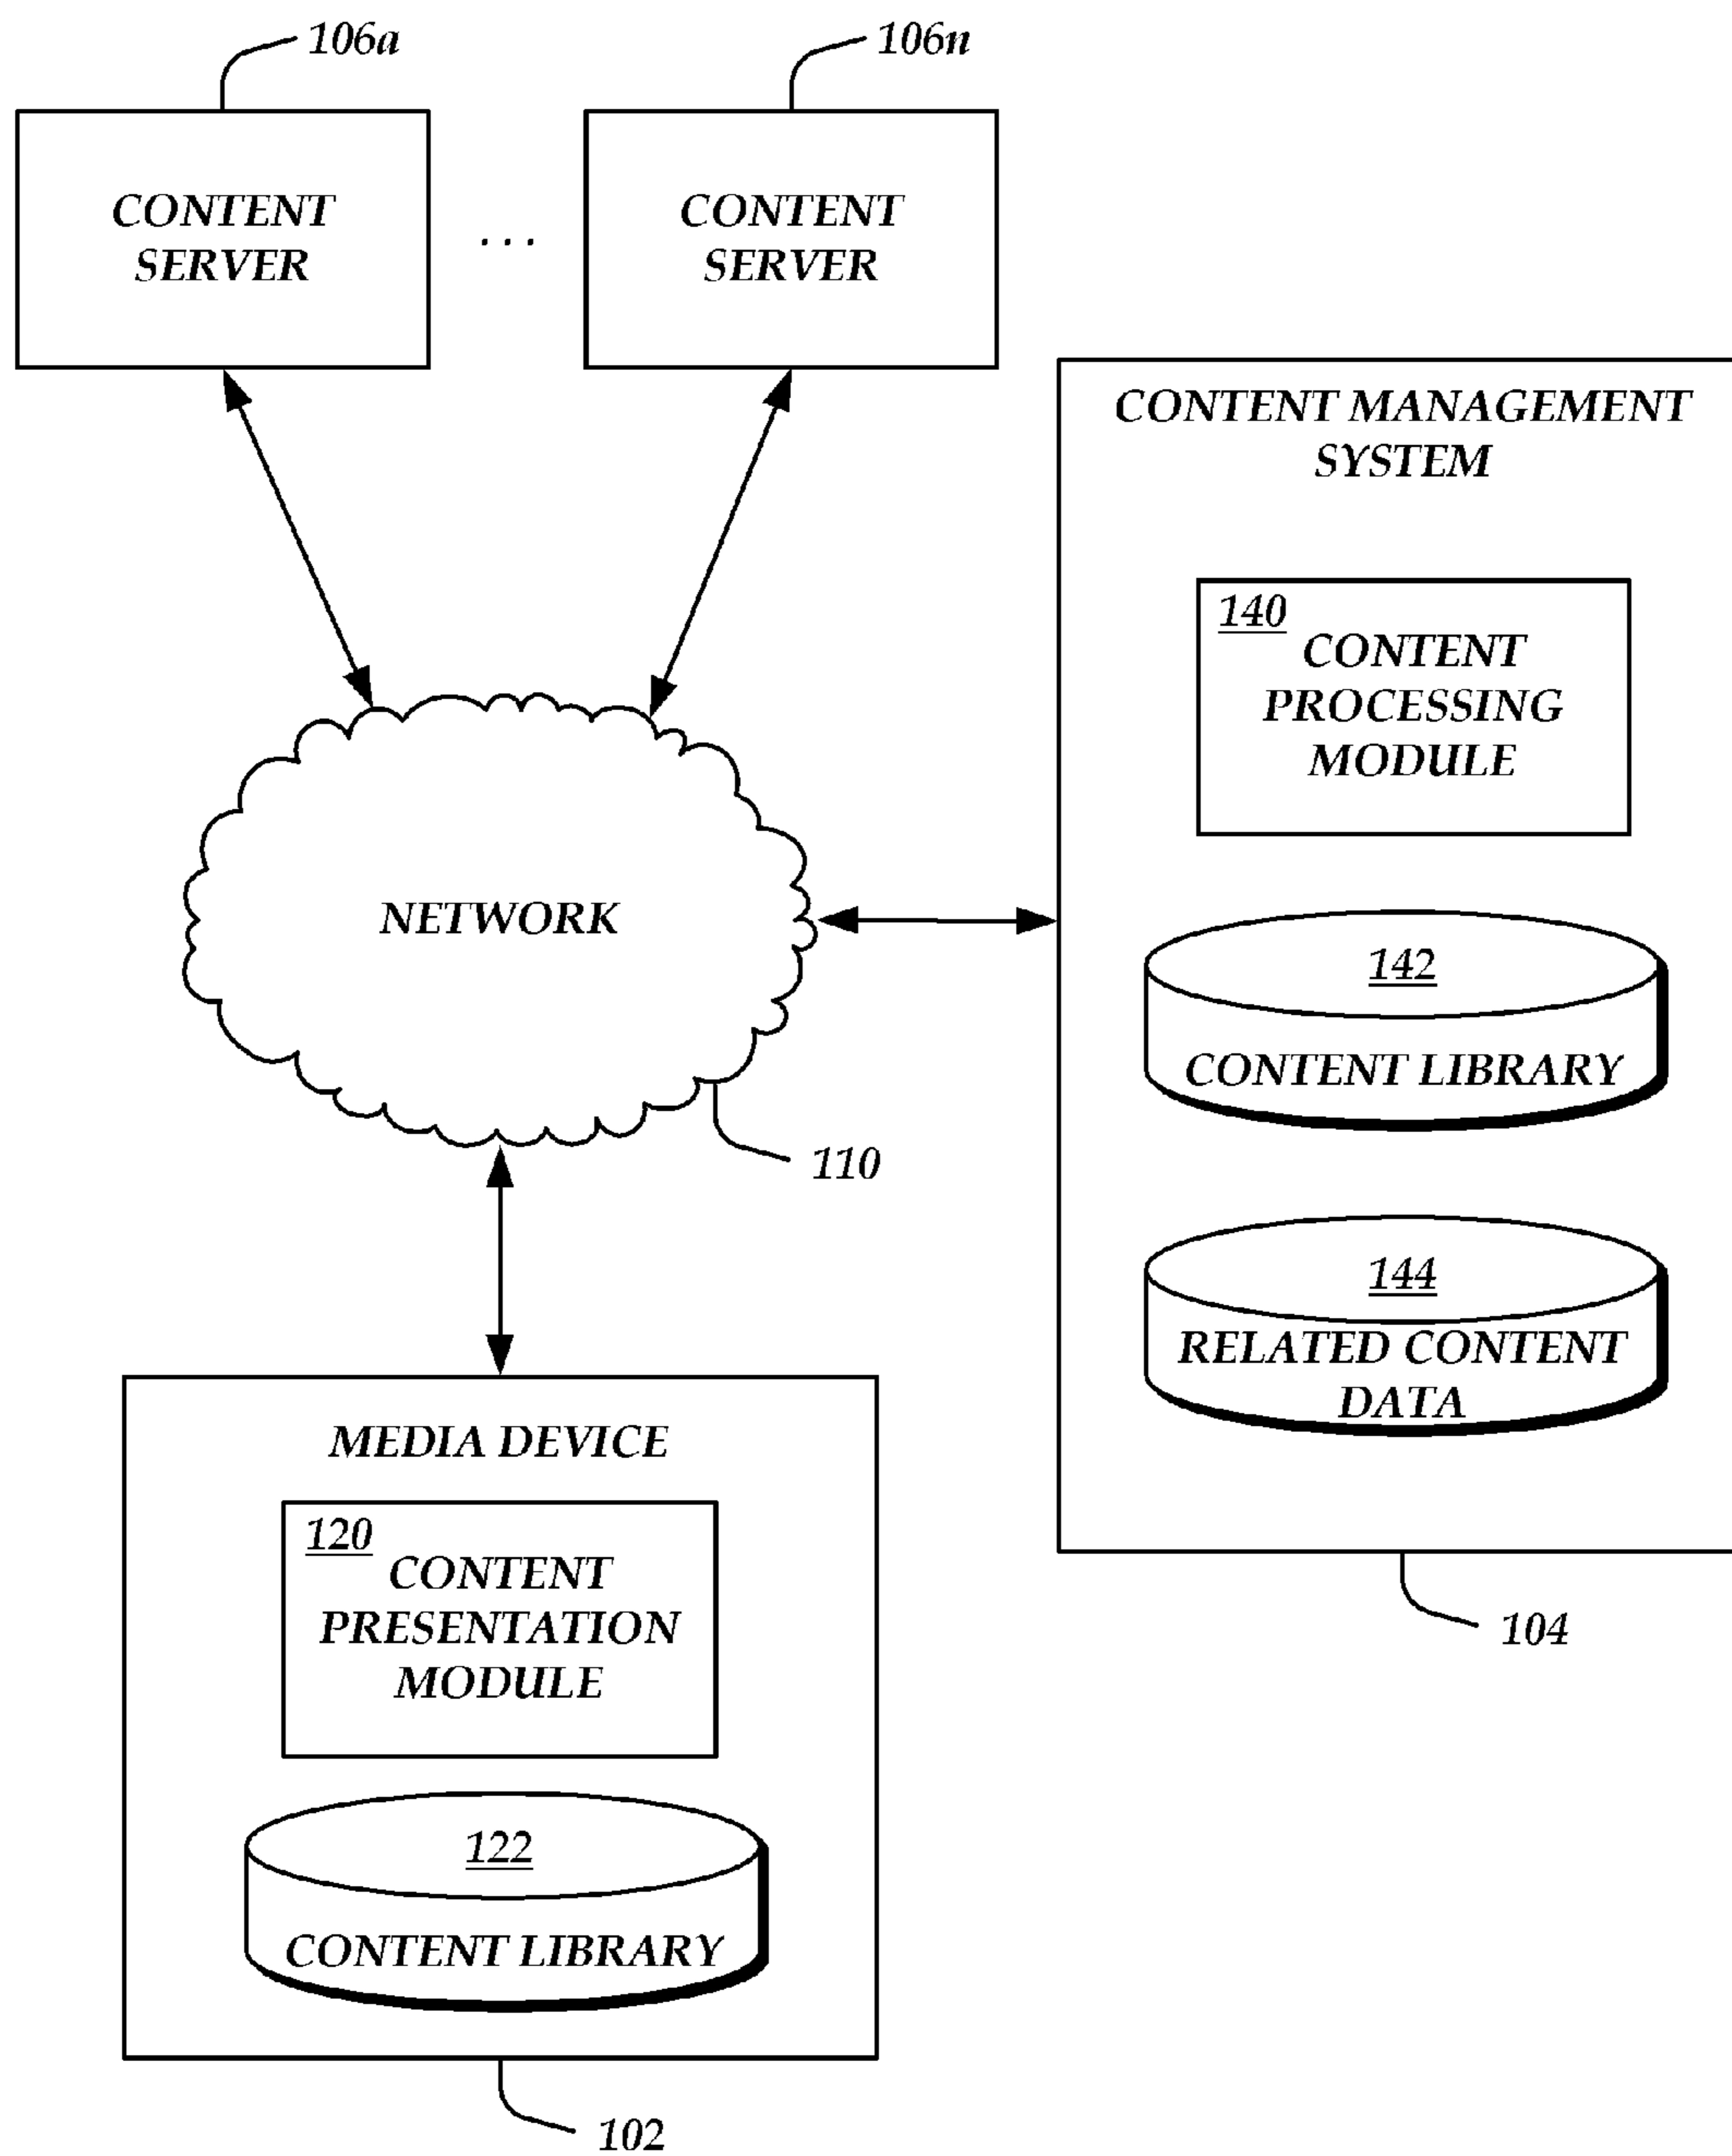 106a
106n
CONTENT
SERVER
...
CONTENT
SERVER
CONTENT MANAGEMENT
SYSTEM
140
CONTENT
PROCESSING
MODULE
NETWORK
142
CONTENT LIBRARY
110
144
RELATED CONTENT
DATA
MEDIA DEVICE
120
CONTENT
PRESENTATION
MODULE
104
122
CONTENT LIBRARY
102